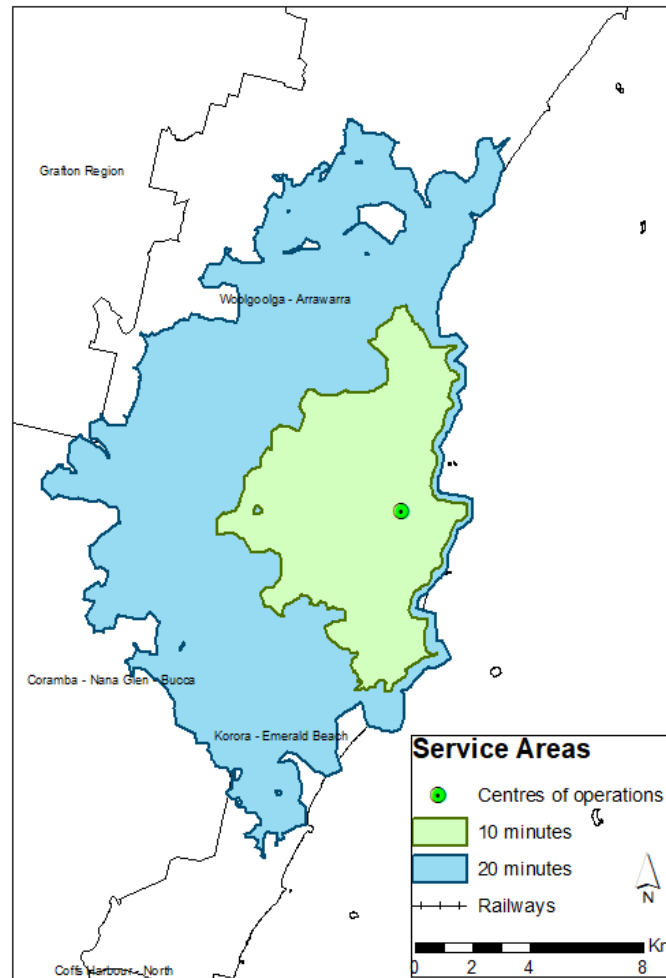 Grafton Region
Woolgoolga - Arrawarra
Coramba - Nana Glen - Bucca
Korora - Emerald Beach
Coffs Harbour - North
Service Areas
Centres of operations
10 minutes
20 minutes
Railways
N
Km
0 2 4 8